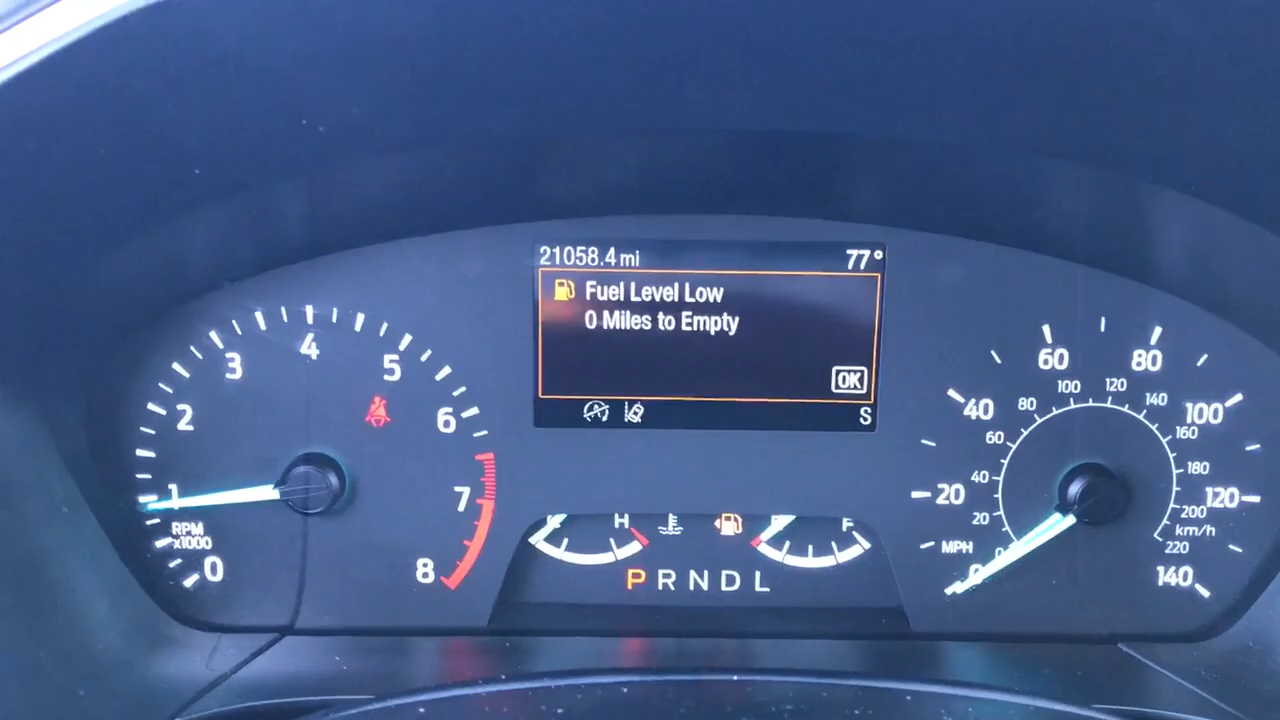 21058.4 mi 77°
Fuel Level Low
0 Miles to Empty
OK
S
0 1 2 3 4 5 6 7 8
RPM
x1000
H
F
P R N D L
0 20 40 60 80 100 120 140
MPH
0 20 40 60 80 100 120 140 160 180 200 220
km/h